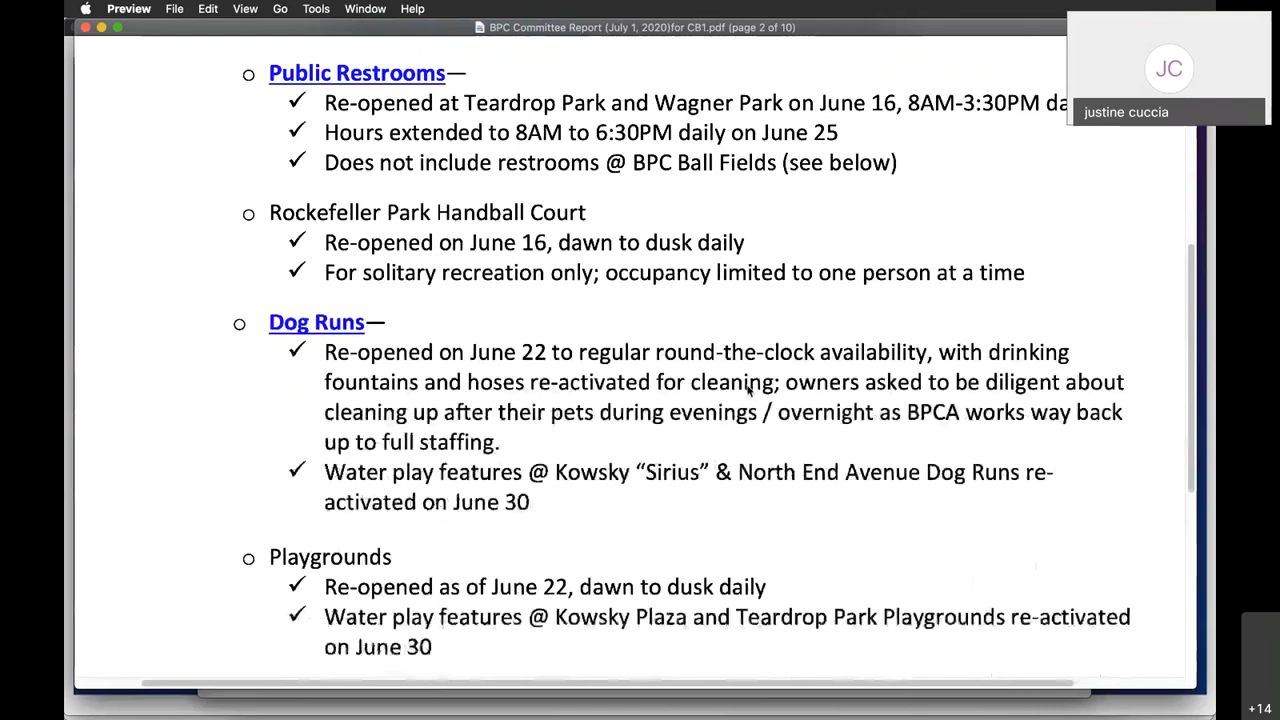 Preview File Edit View Go Tools Window Help
BPC Committee Report (July 1, 2020)for CB1.pdf (page 2 of 10)
JC
justine cuccia
o Public Restrooms—
✓ Re-opened at Teardrop Park and Wagner Park on June 16, 8AM-3:30PM da
✓ Hours extended to 8AM to 6:30PM daily on June 25
✓ Does not include restrooms @ BPC Ball Fields (see below)
o Rockefeller Park Handball Court
✓ Re-opened on June 16, dawn to dusk daily
✓ For solitary recreation only; occupancy limited to one person at a time
o Dog Runs—
✓ Re-opened on June 22 to regular round-the-clock availability, with drinking
fountains and hoses re-activated for cleaning; owners asked to be diligent about
cleaning up after their pets during evenings / overnight as BPCA works way back
up to full staffing.
✓ Water play features @ Kowsky “Sirius” & North End Avenue Dog Runs re-
activated on June 30
o Playgrounds
✓ Re-opened as of June 22, dawn to dusk daily
✓ Water play features @ Kowsky Plaza and Teardrop Park Playgrounds re-activated
on June 30
+14